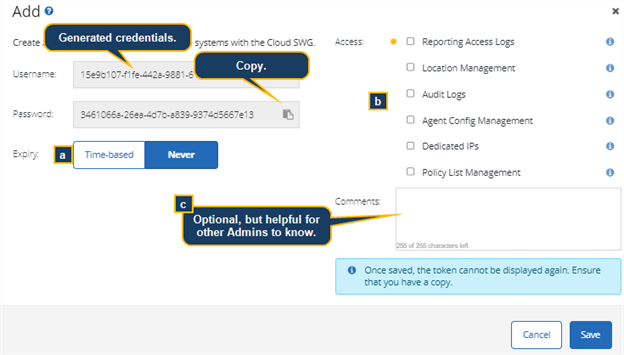 Add ?
Generated credentials.
Create
systems with the Cloud SWG.
Username:
15e9b107-f1fe-442a-9881-6
Copy.
Password:
3461066a-26ea-4d7b-a839-9374d5667e13
Expiry:
a
Time-based
Never
Access:
Reporting Access Logs
Location Management
Audit Logs
b
Agent Config Management
Dedicated IPs
Policy List Management
c
Optional, but helpful for
other Admins to know.
Comments:
255 of 255 characters left
Once saved, the token cannot be displayed again. Ensure
that you have a copy.
Cancel
Save